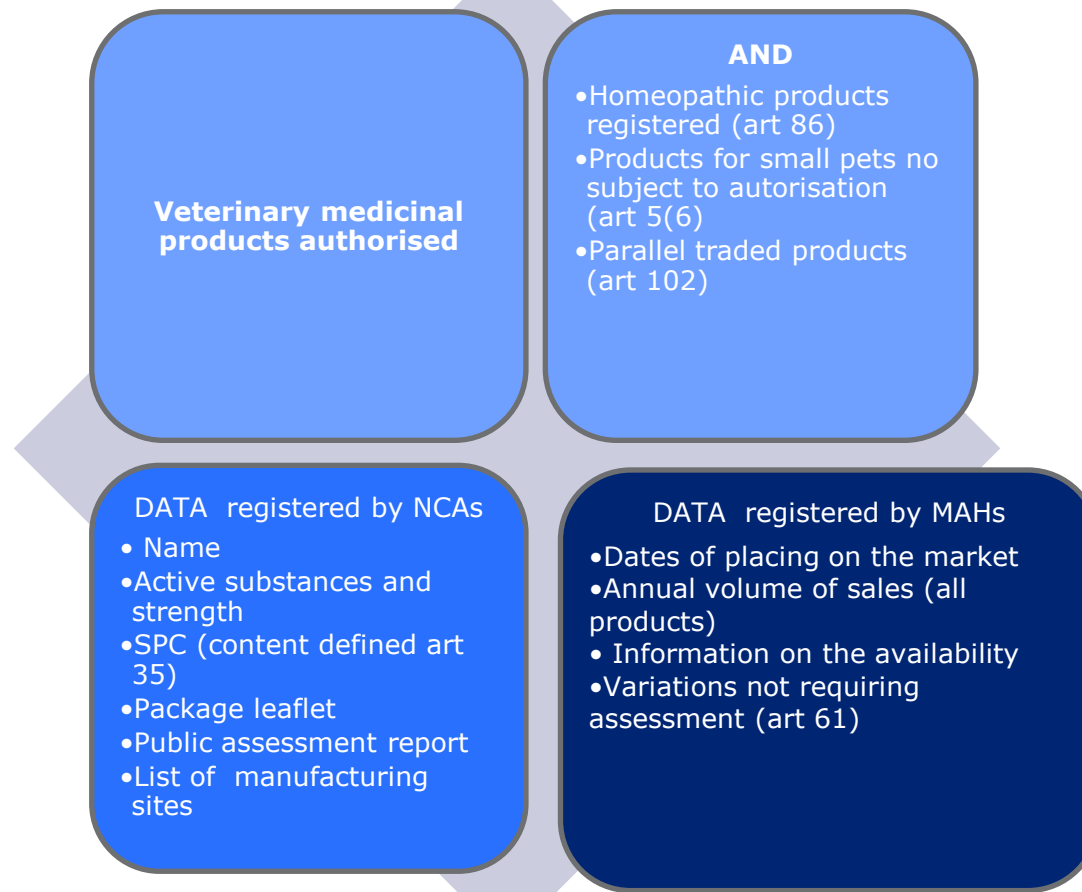 Veterinary medicinal
products authorised
AND
•Homeopathic products
registered (art 86)
•Products for small pets no
subject to autorisation
(art 5(6)
•Parallel traded products
(art 102)
DATA  registered by NCAs
• Name
•Active substances and
strength
•SPC (content defined art
35)
•Package leaflet
•Public assessment report
•List of  manufacturing
sites
DATA  registered by MAHs
•Dates of placing on the market
•Annual volume of sales (all
products)
• Information on the availability
•Variations not requiring
assessment (art 61)